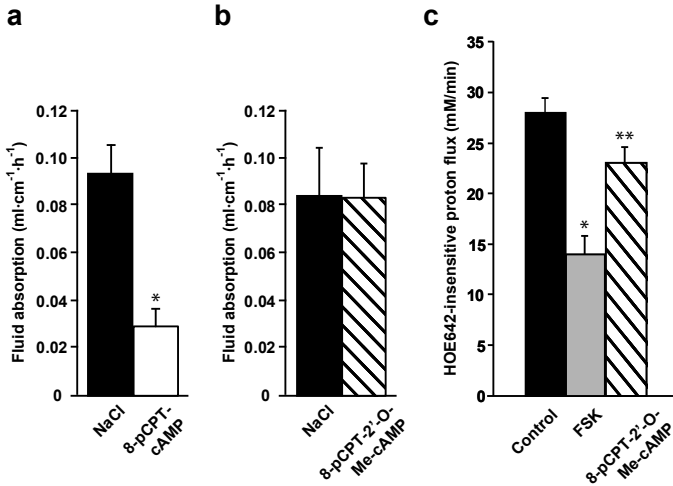 a
b
c
Fluid absorption (ml·cm⁻¹·h⁻¹)
0.12
0.10
0.08
0.06
0.04
0.02
0
*
NaCl
8-pCPT-
cAMP
Fluid absorption (ml·cm⁻¹·h⁻¹)
0.12
0.10
0.08
0.06
0.04
0.02
0
NaCl
8-pCPT-2'-O-
Me-cAMP
HOE642-insensitive proton flux (mM/min)
35
30
25
20
15
10
5
0
*
**
Control
FSK
8-pCPT-2'-O-
Me-cAMP